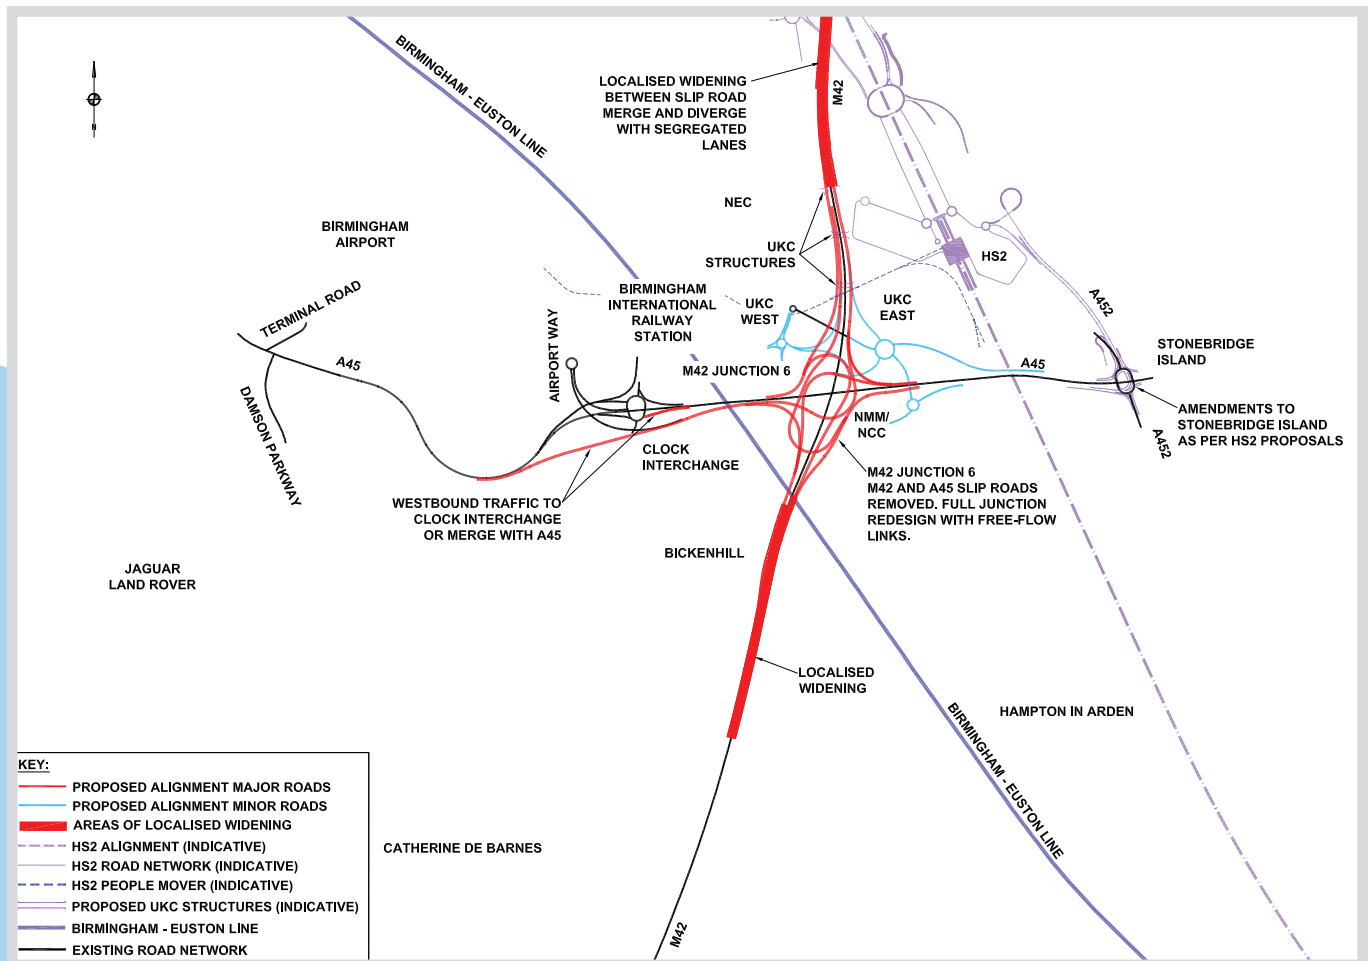 BIRMINGHAM - EUSTON LINE
LOCALISED WIDENING
BETWEEN SLIP ROAD
MERGE AND DIVERGE
WITH SEGREGATED
LANES
M42
N
NEC
BIRMINGHAM
AIRPORT
UKC
STRUCTURES
HS2
TERMINAL ROAD
BIRMINGHAM
INTERNATIONAL
RAILWAY
STATION
UKC
WEST
UKC
EAST
A452
AIRPORT WAY
A45
M42 JUNCTION 6
A45
STONEBRIDGE
ISLAND
DAMSON PARKWAY
NMM/
NCC
AMENDMENTS TO
STONEBRIDGE ISLAND
AS PER HS2 PROPOSALS
A452
CLOCK
INTERCHANGE
WESTBOUND TRAFFIC TO
CLOCK INTERCHANGE
OR MERGE WITH A45
M42 JUNCTION 6
M42 AND A45 SLIP ROADS
REMOVED. FULL JUNCTION
REDESIGN WITH FREE-FLOW
LINKS.
BICKENHILL
JAGUAR
LAND ROVER
LOCALISED
WIDENING
HAMPTON IN ARDEN
BIRMINGHAM - EUSTON LINE
CATHERINE DE BARNES
M42
KEY:
PROPOSED ALIGNMENT MAJOR ROADS
PROPOSED ALIGNMENT MINOR ROADS
AREAS OF LOCALISED WIDENING
HS2 ALIGNMENT (INDICATIVE)
HS2 ROAD NETWORK (INDICATIVE)
HS2 PEOPLE MOVER (INDICATIVE)
PROPOSED UKC STRUCTURES (INDICATIVE)
BIRMINGHAM - EUSTON LINE
EXISTING ROAD NETWORK